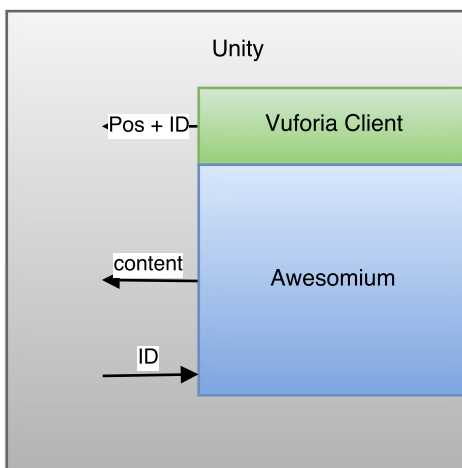 Unity
Pos + ID
Vuforia Client
content
Awesomium
ID